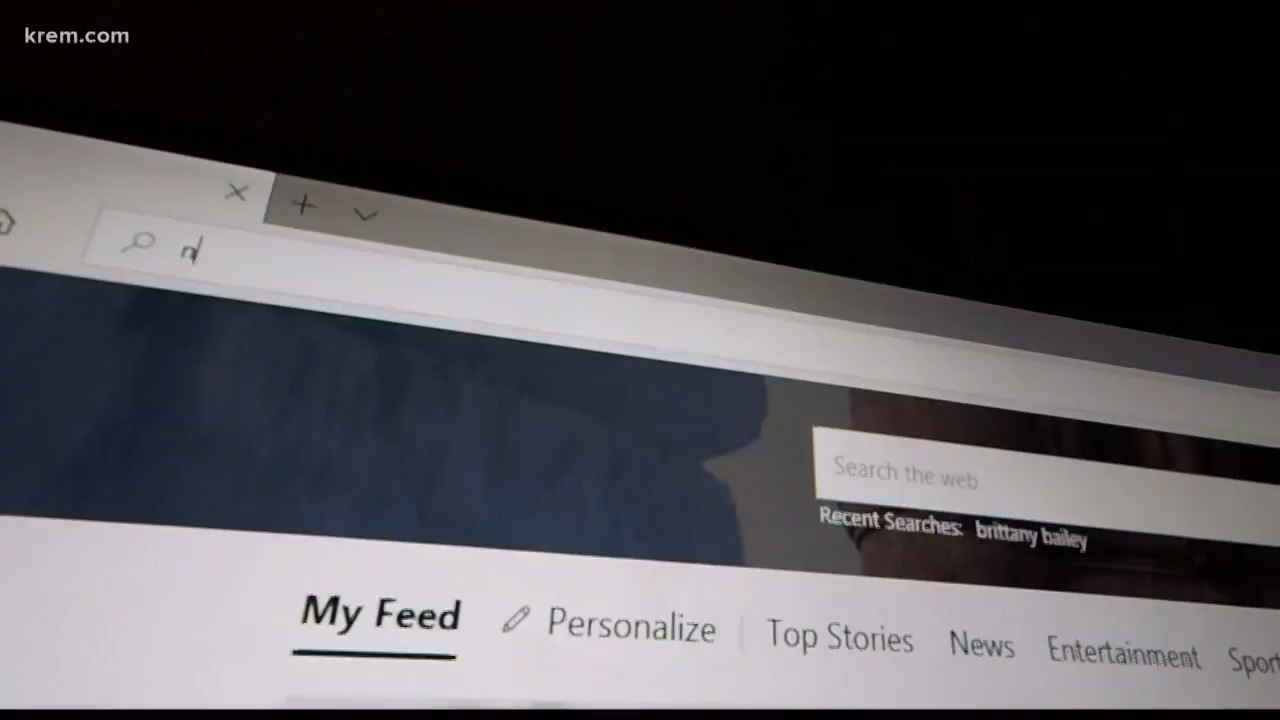 krem.com
n
Search the web
Recent Searches: brittany bailey
My Feed
Personalize
Top Stories
News
Entertainment